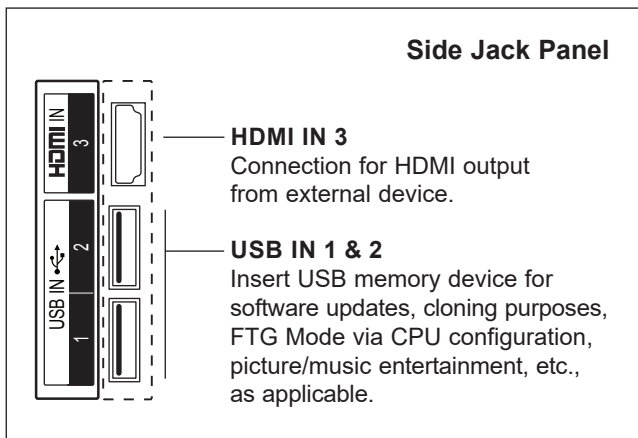 Side Jack Panel
HDMI IN
3
HDMI IN 3
Connection for HDMI output
from external device.
USB IN
2
1
USB IN 1 & 2
Insert USB memory device for
software updates, cloning purposes,
FTG Mode via CPU configuration,
picture/music entertainment, etc.,
as applicable.